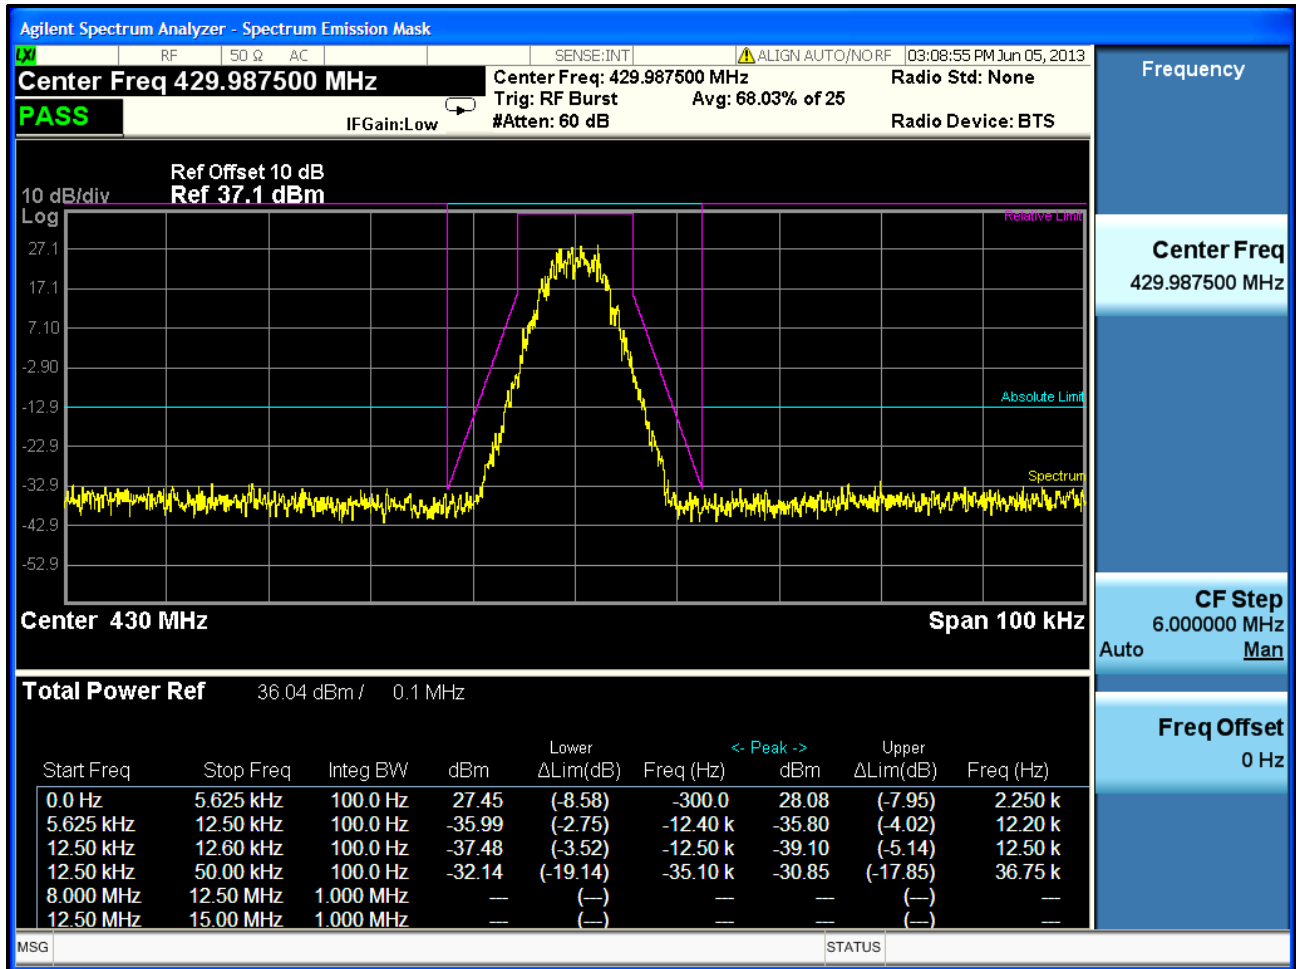 Agilent Spectrum Analyzer - Spectrum Emission Mask
LXI RF 50 Ω AC SENSE:INT ALIGN AUTO/NO RF 03:08:55 PM Jun 05, 2013
Center Freq 429.987500 MHz
Center Freq: 429.987500 MHz Radio Std: None
Trig: RF Burst Avg: 68.03% of 25
PASS
IFGain:Low #Atten: 60 dB Radio Device: BTS
Ref Offset 10 dB
10 dB/div Ref 37.1 dBm
Log
Relative Limit
27.1
17.1
7.10
-2.90
Absolute Limit
-12.9
-22.9
Spectrum
-32.9
-42.9
-52.9
Center 430 MHz Span 100 kHz
Total Power Ref 36.04 dBm / 0.1 MHz
Lower <- Peak -> Upper
Start Freq Stop Freq Integ BW dBm ΔLim(dB) Freq (Hz) dBm ΔLim(dB) Freq (Hz)
0.0 Hz 5.625 kHz 100.0 Hz 27.45 (-8.58) -300.0 28.08 (-7.95) 2.250 k
5.625 kHz 12.50 kHz 100.0 Hz -35.99 (-2.75) -12.40 k -35.80 (-4.02) 12.20 k
12.50 kHz 12.60 kHz 100.0 Hz -37.48 (-3.52) -12.50 k -39.10 (-5.14) 12.50 k
12.50 kHz 50.00 kHz 100.0 Hz -32.14 (-19.14) -35.10 k -30.85 (-17.85) 36.75 k
8.000 MHz 12.50 MHz 1.000 MHz --- (---) --- --- (---) ---
12.50 MHz 15.00 MHz 1.000 MHz --- (---) --- --- (---) ---
MSG STATUS
Frequency
Center Freq
429.987500 MHz
CF Step
6.000000 MHz
Auto Man
Freq Offset
0 Hz